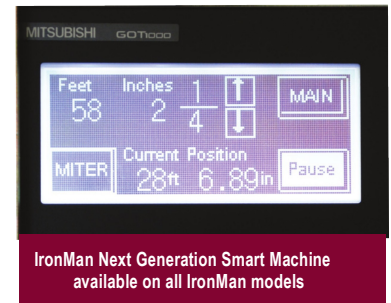 MITSUBISHI GOT1000
Feet Inches 1 MAIN
58 2 4
MITER Current Position Pause
28ft 6.89in
IronMan Next Generation Smart Machine
available on all IronMan models